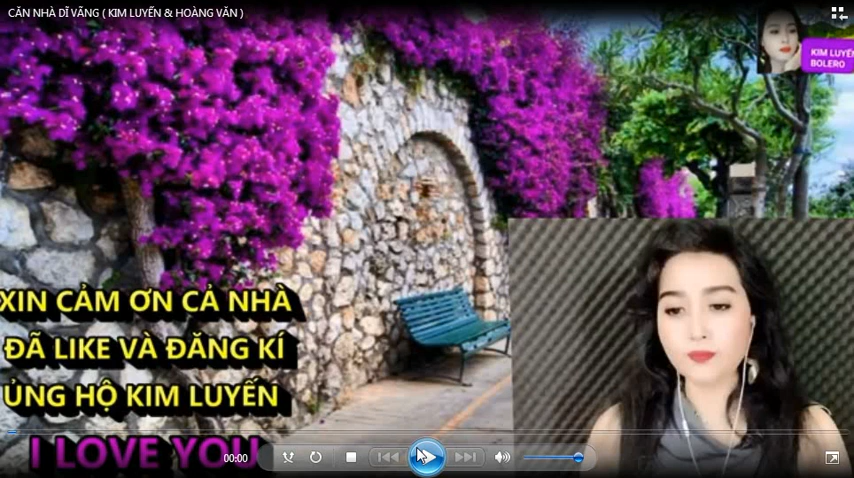 CĂN NHÀ DĨ VÃNG ( KIM LUYẾN & HOÀNG VĂN )
KIM LUYẾN
BOLERO
XIN CẢM ƠN CẢ NHÀ
ĐÃ LIKE VÀ ĐĂNG KÍ
ỦNG HỘ KIM LUYẾN
I LOVE YOU
00:00